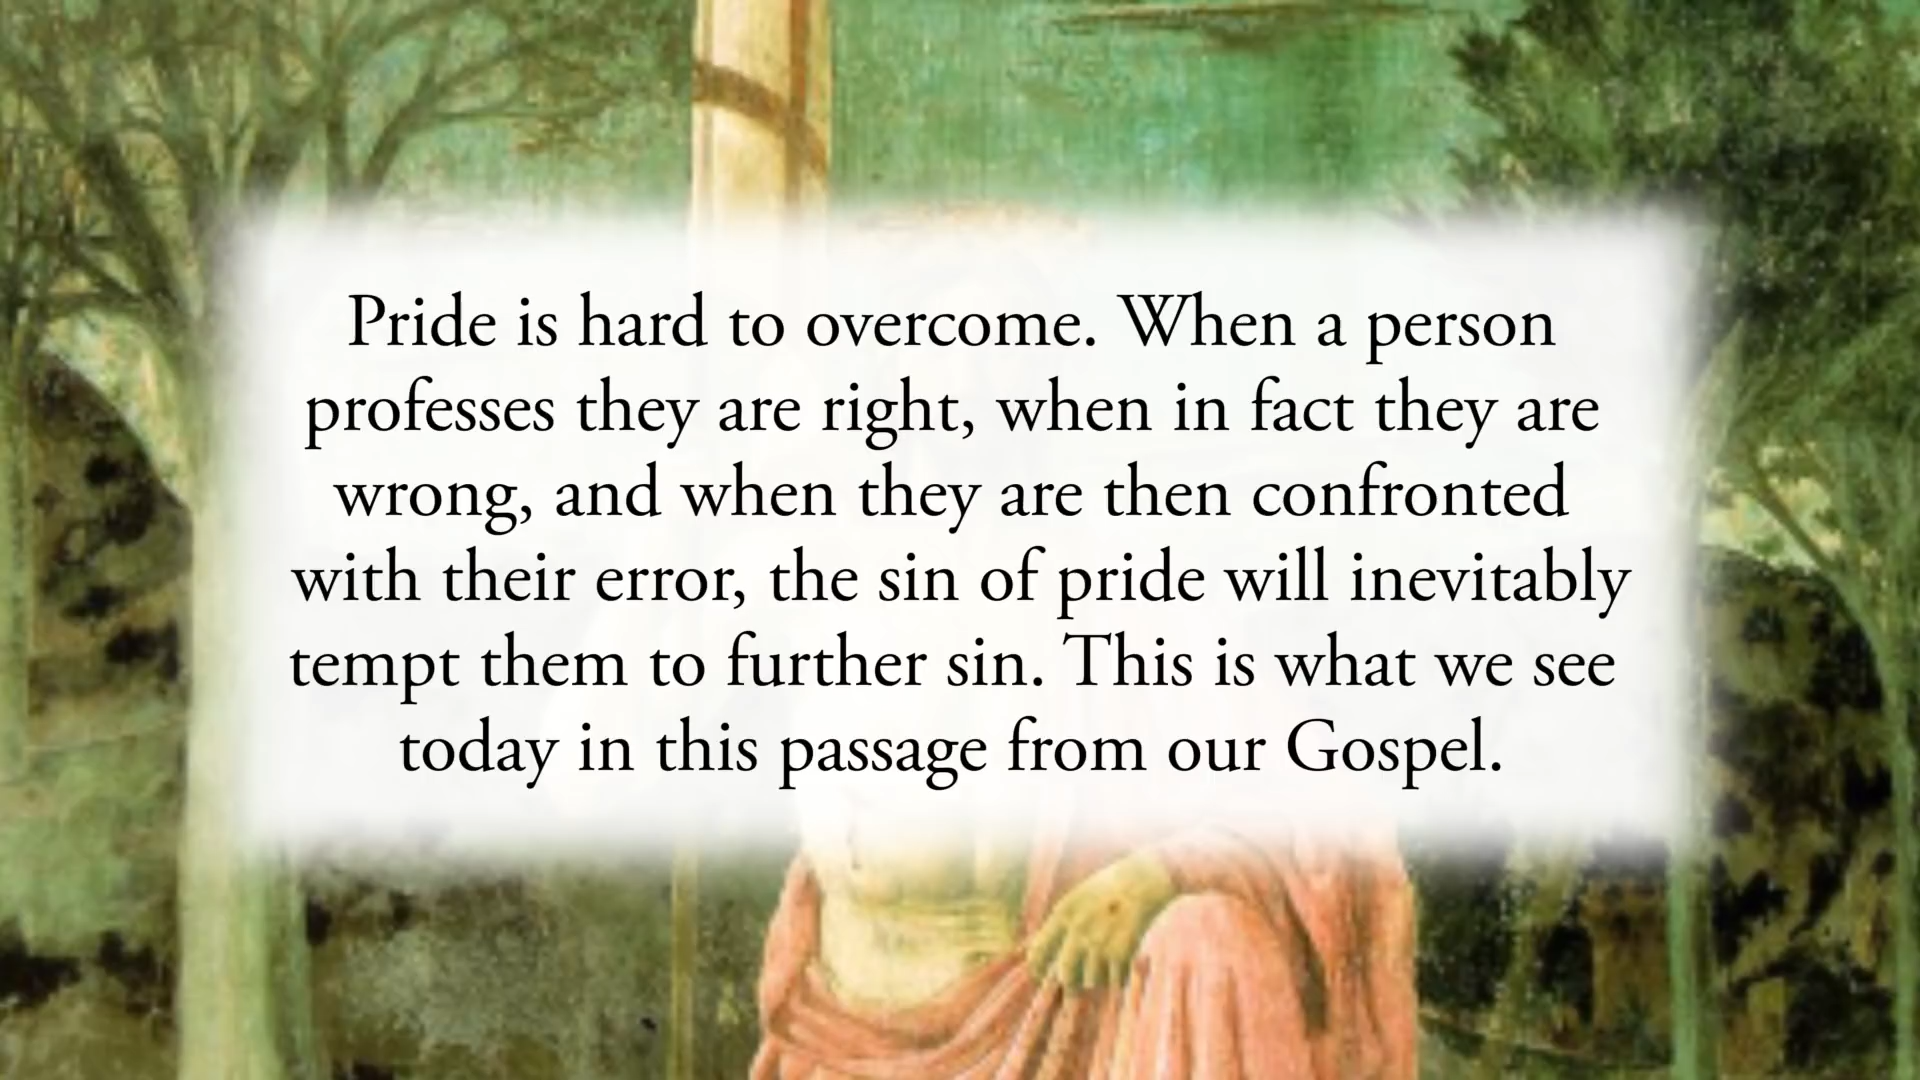 Pride is hard to overcome. When a person
professes they are right, when in fact they are
wrong, and when they are then confronted
with their error, the sin of pride will inevitably
tempt them to further sin. This is what we see
today in this passage from our Gospel.